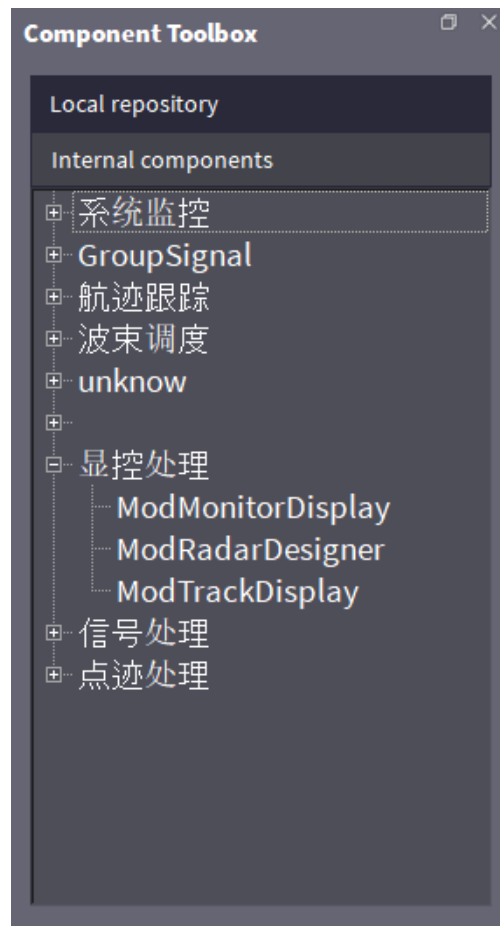 Component Toolbox
Local repository
Internal components
系统监控
GroupSignal
航迹跟踪
波束调度
unknow
显控处理
ModMonitorDisplay
ModRadarDesigner
ModTrackDisplay
信号处理
点迹处理